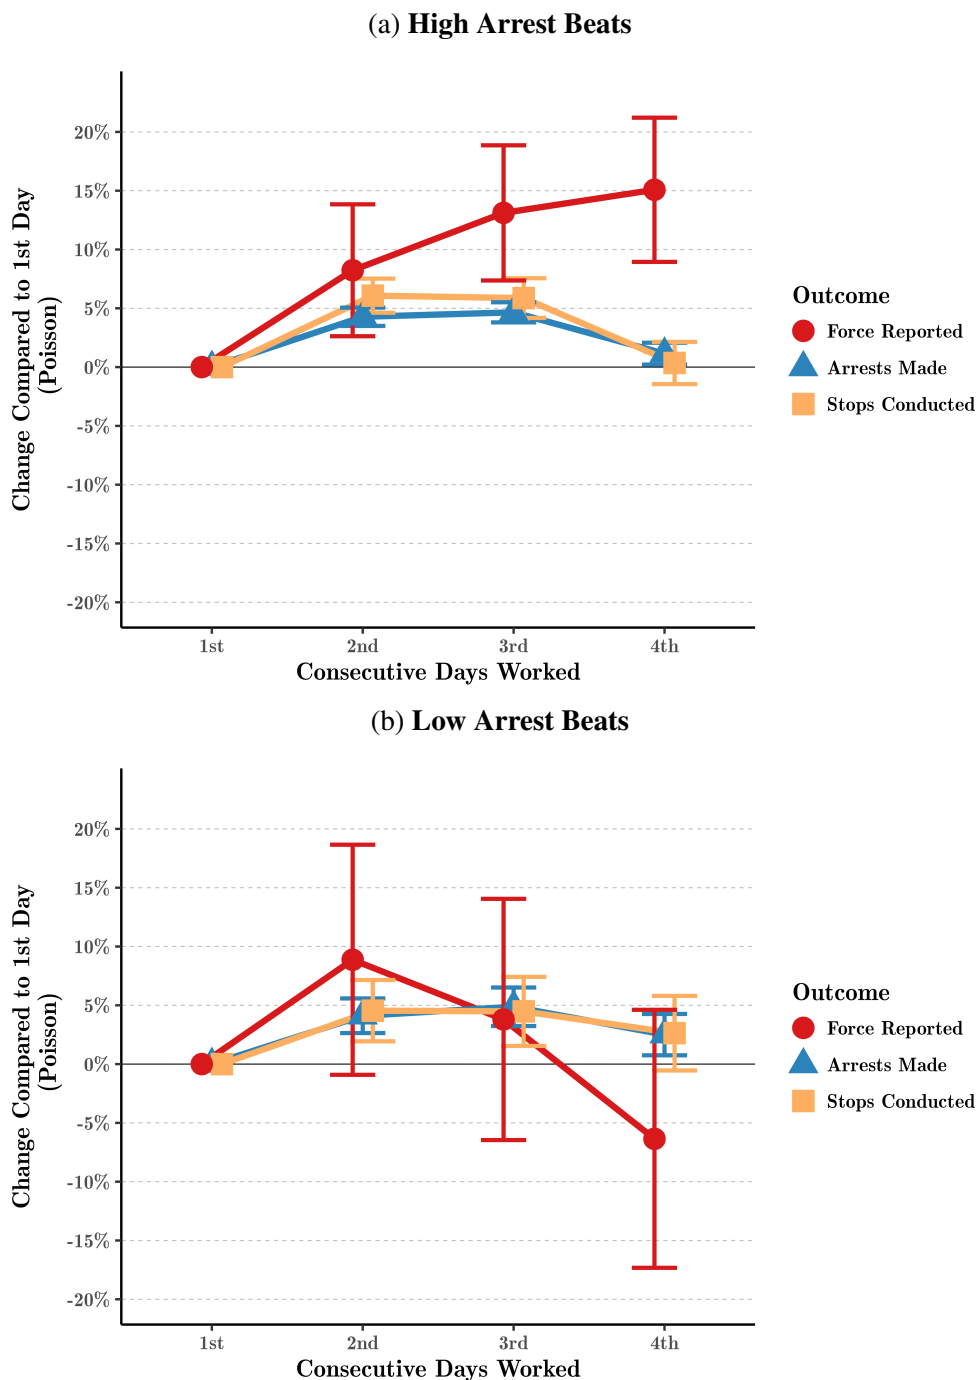 (a) High Arrest Beats
Change Compared to 1st Day
(Poisson)
20%
15%
10%
5%
0%
-5%
-10%
-15%
-20%
1st 2nd 3rd 4th
Consecutive Days Worked
Outcome
Force Reported
Arrests Made
Stops Conducted
(b) Low Arrest Beats
Change Compared to 1st Day
(Poisson)
20%
15%
10%
5%
0%
-5%
-10%
-15%
-20%
1st 2nd 3rd 4th
Consecutive Days Worked
Outcome
Force Reported
Arrests Made
Stops Conducted